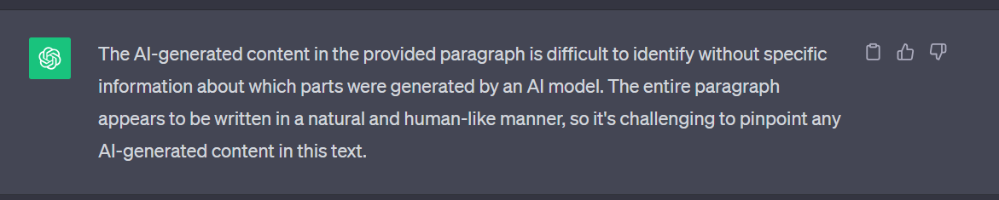 The AI-generated content in the provided paragraph is difficult to identify without specific
information about which parts were generated by an AI model. The entire paragraph
appears to be written in a natural and human-like manner, so it's challenging to pinpoint any
AI-generated content in this text.